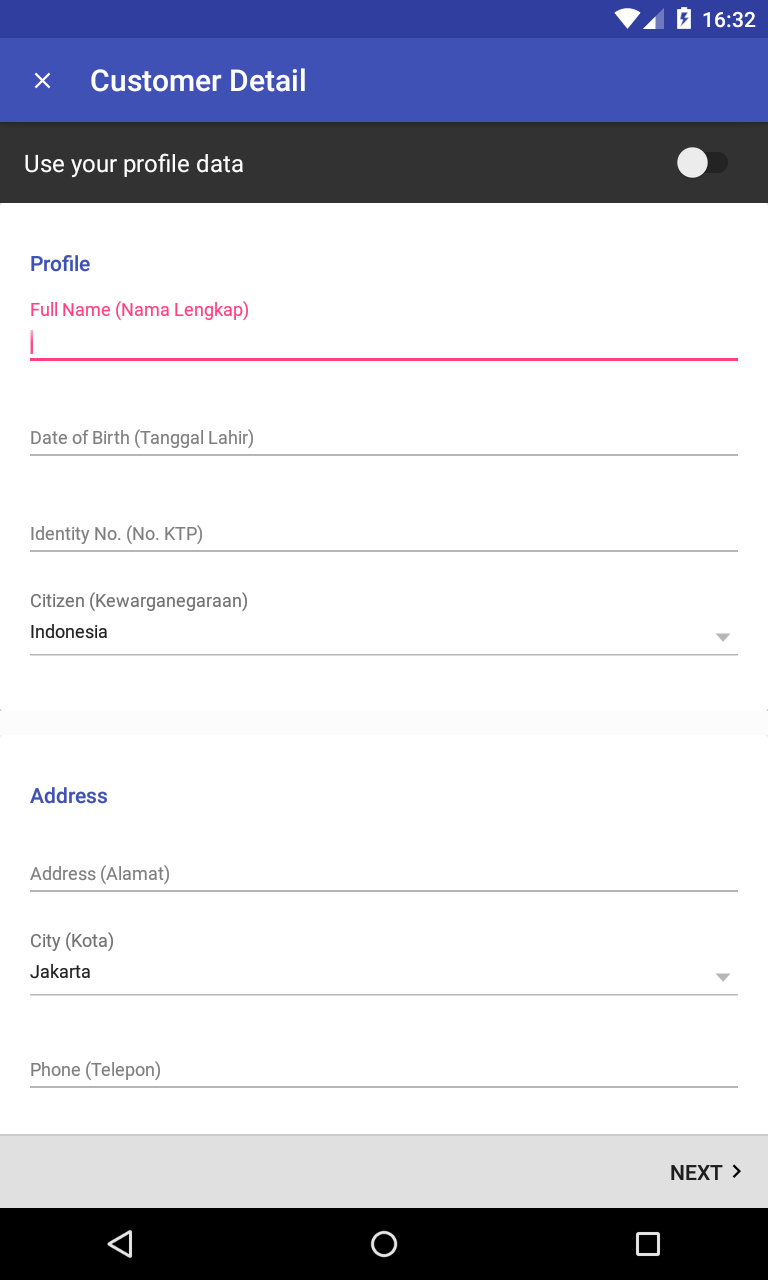 16:32
Customer Detail
Use your profile data
Profile
Full Name (Nama Lengkap)
Date of Birth (Tanggal Lahir)
Identity No. (No. KTP)
Citizen (Kewarganegaraan)
Indonesia
Address
Address (Alamat)
City (Kota)
Jakarta
Phone (Telepon)
NEXT